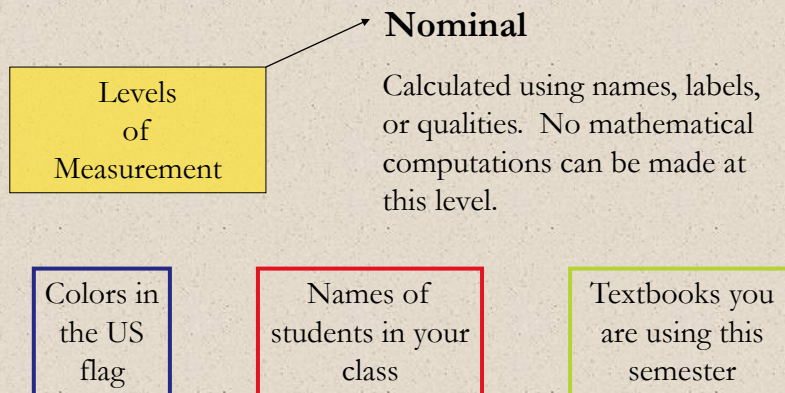 Nominal
Levels
of
Measurement
Calculated using names, labels,
or qualities.  No mathematical
computations can be made at
this level.
Colors in
the US
flag
Names of
students in your
class
Textbooks you
are using this
semester